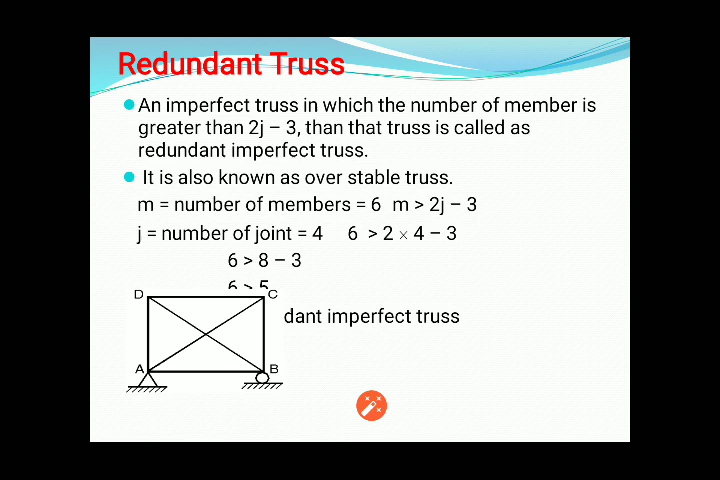 Redundant Truss
An imperfect truss in which the number of member is
greater than 2j – 3, than that truss is called as
redundant imperfect truss.
It is also known as over stable truss.
m = number of members = 6 m > 2j – 3
j = number of joint = 4 6 > 2 × 4 – 3
6 > 8 – 3
6 > 5
D C
dant imperfect truss
A B